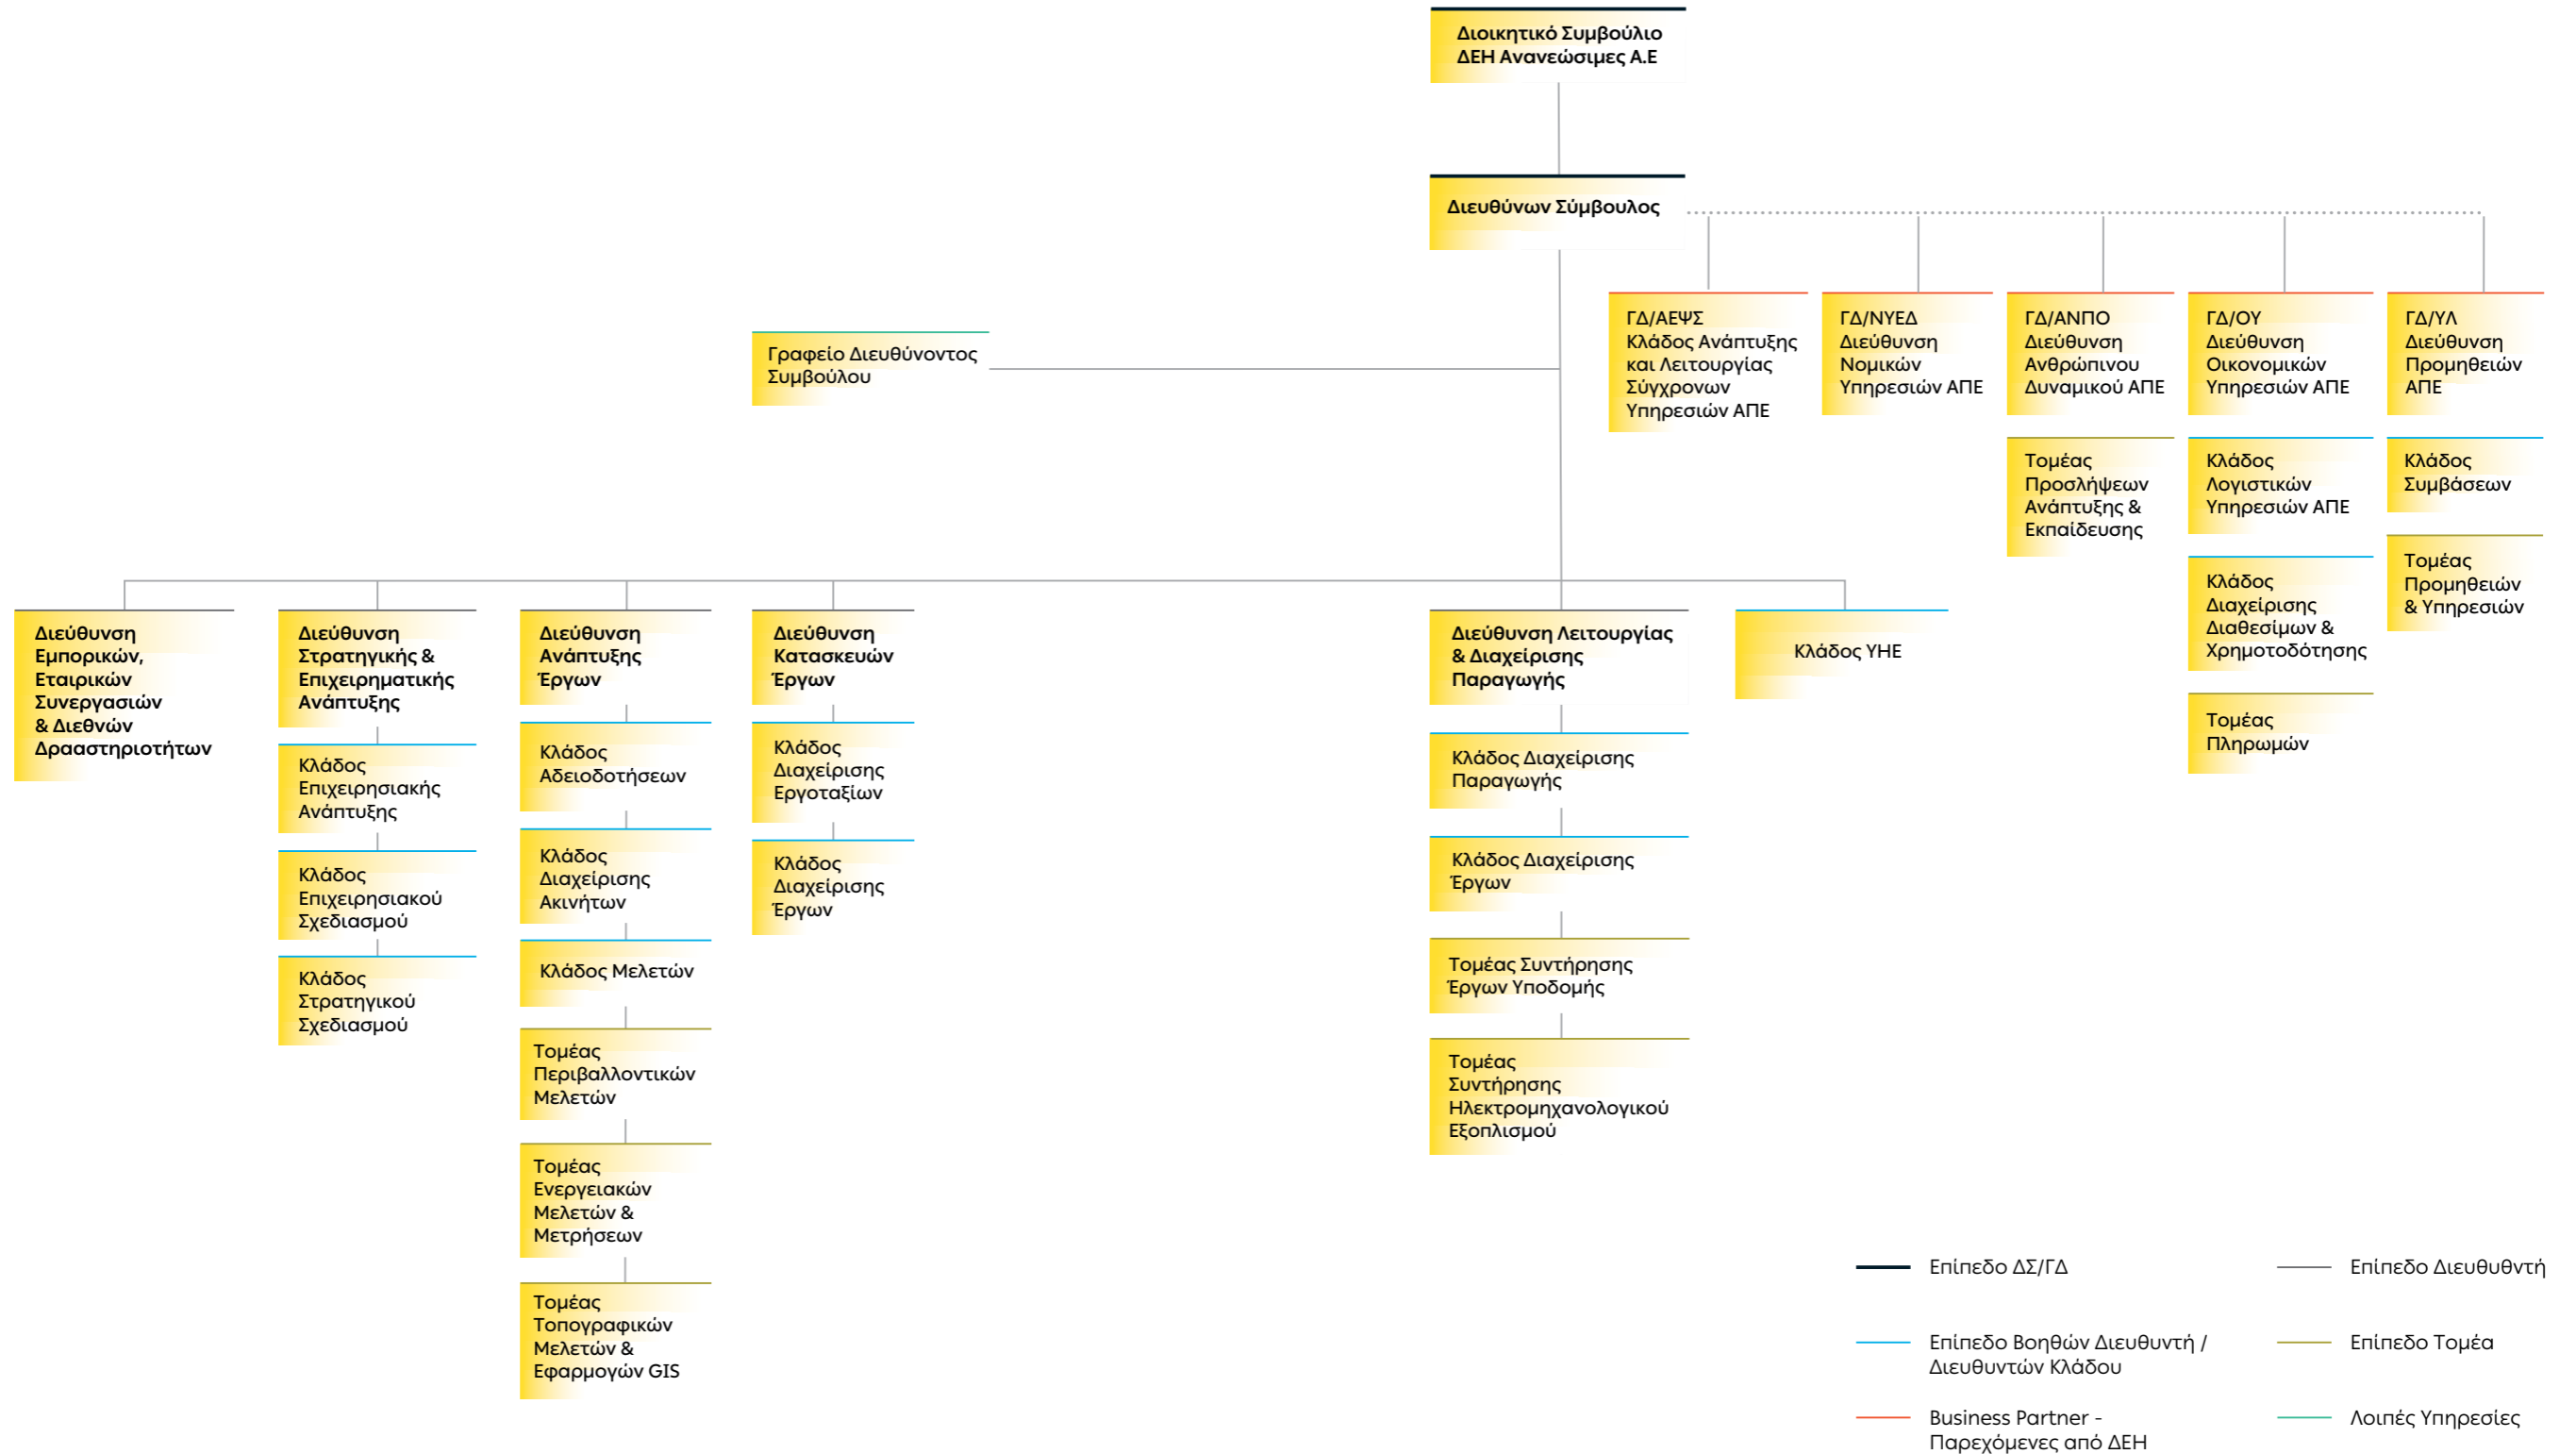 Διοικητικό Συμβούλιο
ΔΕΗ Ανανεώσιμες Α.Ε
Διευθύνων Σύμβουλος
Γραφείο Διευθύνοντος
Συμβούλου
ΓΔ/ΑΕΨΣ
Κλάδος Ανάπτυξης
και Λειτουργίας
Σύγχρονων
Υπηρεσιών ΑΠΕ
ΓΔ/ΝΥΕΔ
Διεύθυνση
Νομικών
Υπηρεσιών ΑΠΕ
ΓΔ/ΑΝΠΟ
Διεύθυνση
Ανθρώπινου
Δυναμικού ΑΠΕ
Τομέας
Προσλήψεων
Ανάπτυξης &
Εκπαίδευσης
ΓΔ/ΟΥ
Διεύθυνση
Οικονομικών
Υπηρεσιών ΑΠΕ
Κλάδος
Λογιστικών
Υπηρεσιών ΑΠΕ
Κλάδος
Διαχείρισης
Διαθεσίμων &
Χρημοτοδότησης
Τομέας
Πληρωμών
ΓΔ/ΥΛ
Διεύθυνση
Προμηθειών
ΑΠΕ
Κλάδος
Συμβάσεων
Τομέας
Προμηθειών
& Υπηρεσιών
Διεύθυνση
Εμπορικών,
Εταιρικών
Συνεργασιών
& Διεθνών
Δραστηριοτήτων
Διεύθυνση
Στρατηγικής &
Επιχειρηματικής
Ανάπτυξης
Κλάδος
Επιχειρησιακής
Ανάπτυξης
Κλάδος
Επιχειρησιακού
Σχεδιασμού
Κλάδος
Στρατηγικού
Σχεδιασμού
Διεύθυνση
Ανάπτυξης
Έργων
Κλάδος
Αδειοδοτήσεων
Κλάδος
Διαχείρισης
Ακινήτων
Κλάδος Μελετών
Τομέας
Περιβαλλοντικών
Μελετών
Τομέας
Ενεργειακών
Μελετών &
Μετρήσεων
Τομέας
Τοπογραφικών
Μελετών &
Εφαρμογών GIS
Διεύθυνση
Κατασκευών
Έργων
Κλάδος
Διαχείρισης
Εργοταξίων
Κλάδος
Διαχείρισης
Έργων
Διεύθυνση Λειτουργίας
& Διαχείρισης
Παραγωγής
Κλάδος Διαχείρισης
Παραγωγής
Κλάδος Διαχείρισης
Έργων
Τομέας Συντήρησης
Έργων Υποδομής
Τομέας
Συντήρησης
Ηλεκτρομηχανολογικού
Εξοπλισμού
Κλάδος ΥΗΕ
Επίπεδο ΔΣ/ΓΔ
Επίπεδο Διευθυθντή
Επίπεδο Βοηθών Διευθυντή /
Διευθυντών Κλάδου
Επίπεδο Τομέα
Business Partner -
Παρεχόμενες από ΔΕΗ
Λοιπές Υπηρεσίες